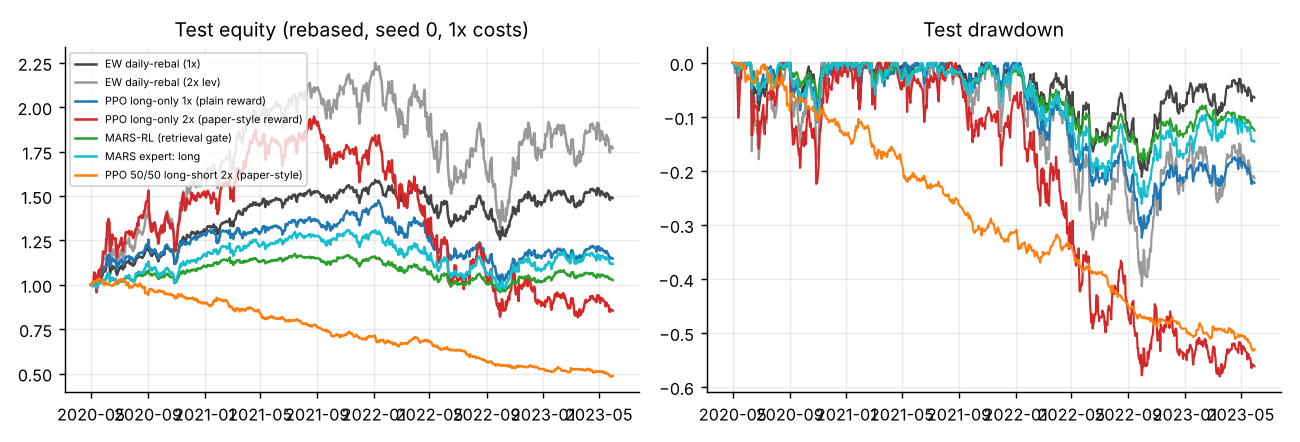 Test equity (rebased, seed 0, 1x costs)
2.25
2.00
1.75
1.50
1.25
1.00
0.75
0.50
EW daily-rebal (1x)
EW daily-rebal (2x lev)
PPO long-only 1x (plain reward)
PPO long-only 2x (paper-style reward)
MARS-RL (retrieval gate)
MARS expert: long
PPO 50/50 long-short 2x (paper-style)
2020-05 2020-09 2021-01 2021-05 2021-09 2022-01 2022-05 2022-09 2023-01 2023-05
Test drawdown
0.0
−0.1
−0.2
−0.3
−0.4
−0.5
−0.6
2020-05 2020-09 2021-01 2021-05 2021-09 2022-01 2022-05 2022-09 2023-01 2023-05